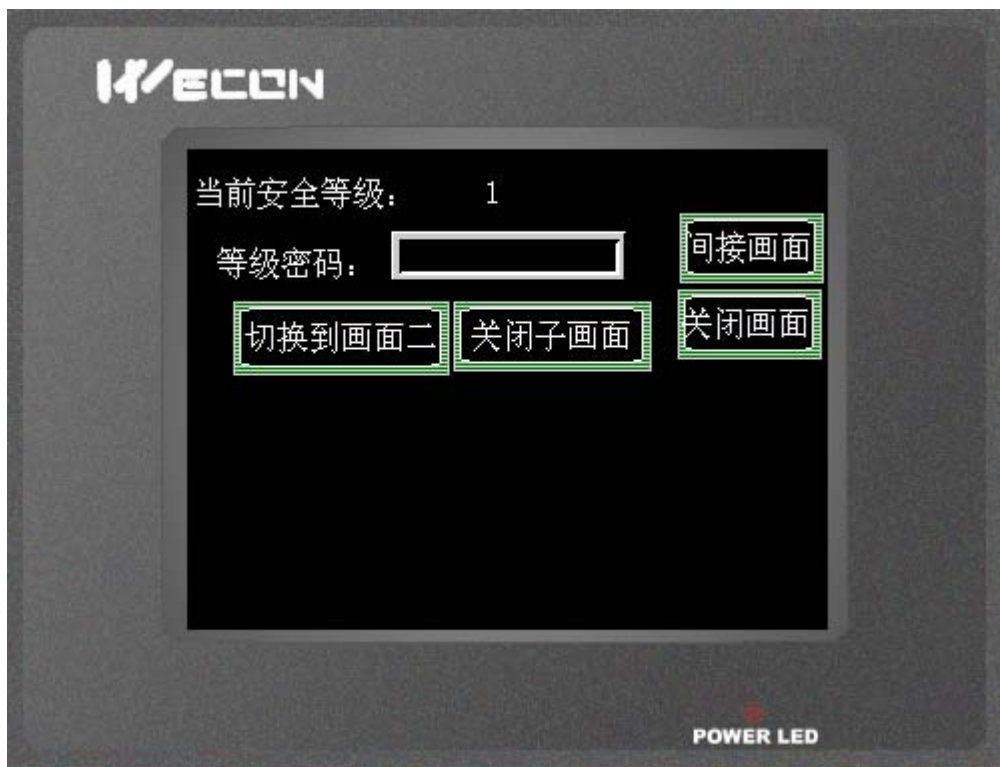 WECON
当前安全等级： 1
等级密码：
间接画面
切换到画面二
关闭子画面
关闭画面
POWER LED